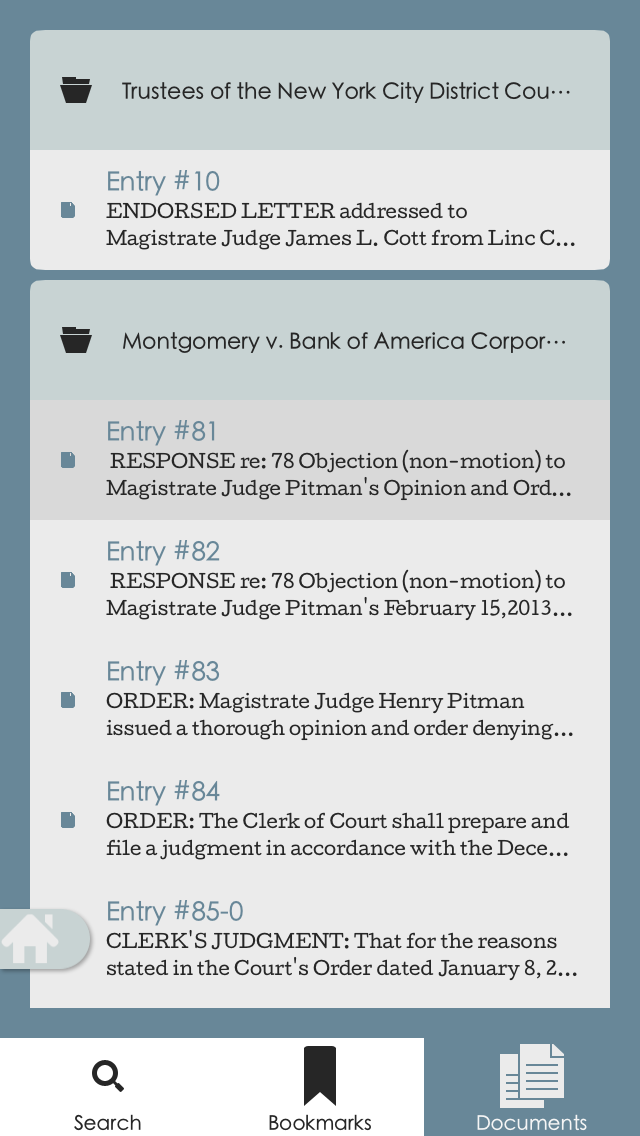 Trustees of the New York City District Cou···
Entry #10
ENDORSED LETTER addressed to
Magistrate Judge James L. Cott from Linc C...
Montgomery v. Bank of America Corpor···
Entry #81
RESPONSE re: 78 Objection (non-motion) to
Magistrate Judge Pitman's Opinion and Ord...
Entry #82
RESPONSE re: 78 Objection (non-motion) to
Magistrate Judge Pitman's February 15,2013...
Entry #83
ORDER: Magistrate Judge Henry Pitman
issued a thorough opinion and order denying...
Entry #84
ORDER: The Clerk of Court shall prepare and
file a judgment in accordance with the Dece...
Entry #85-0
CLERK'S JUDGMENT: That for the reasons
stated in the Court's Order dated January 8, 2...
Search
Bookmarks
Documents